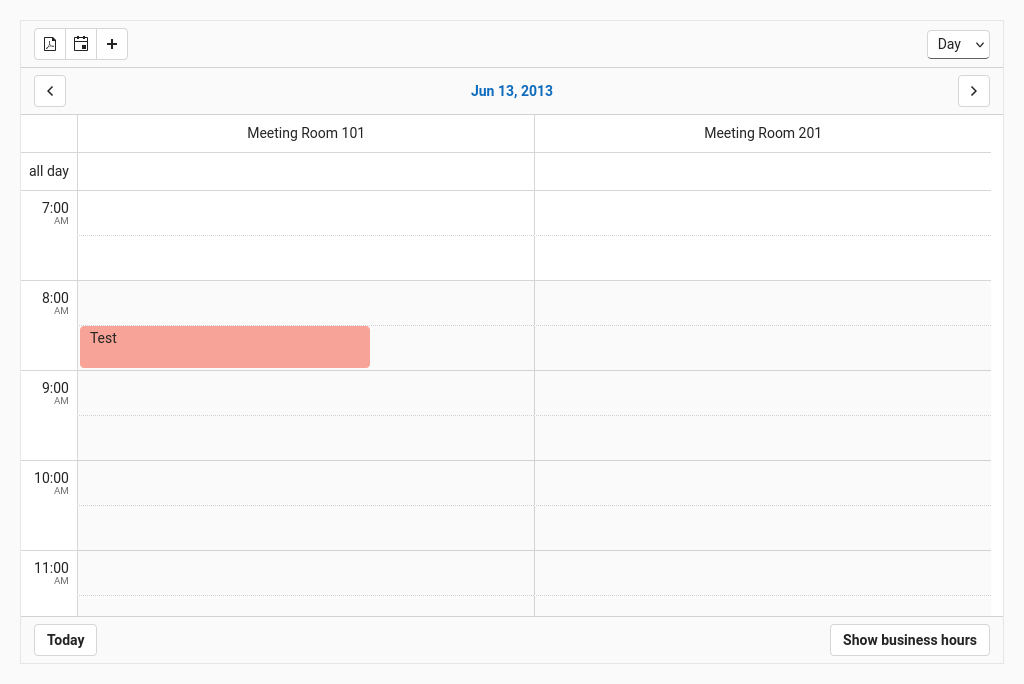 Day
Jun 13, 2013
Meeting Room 101 Meeting Room 201
all day
7:00
AM
8:00
AM
Test
9:00
AM
10:00
AM
11:00
AM
Today Show business hours